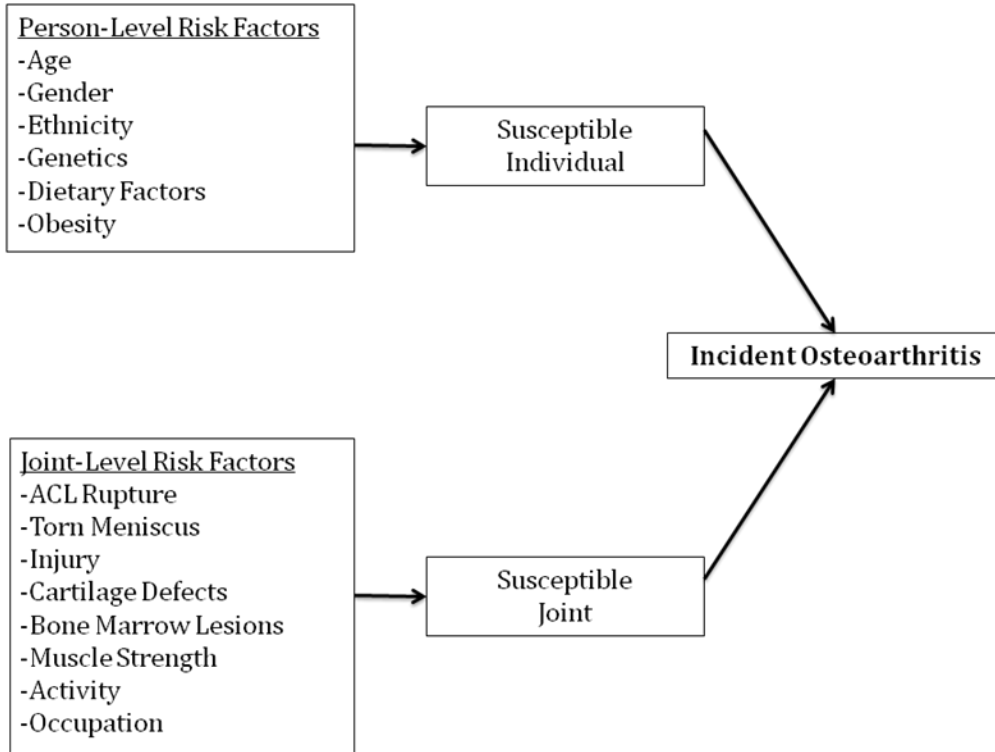 Person-Level Risk Factors
-Age
-Gender
-Ethnicity
-Genetics
-Dietary Factors
-Obesity
Susceptible
Individual
Incident Osteoarthritis
Joint-Level Risk Factors
-ACL Rupture
-Torn Meniscus
-Injury
-Cartilage Defects
-Bone Marrow Lesions
-Muscle Strength
-Activity
-Occupation
Susceptible
Joint